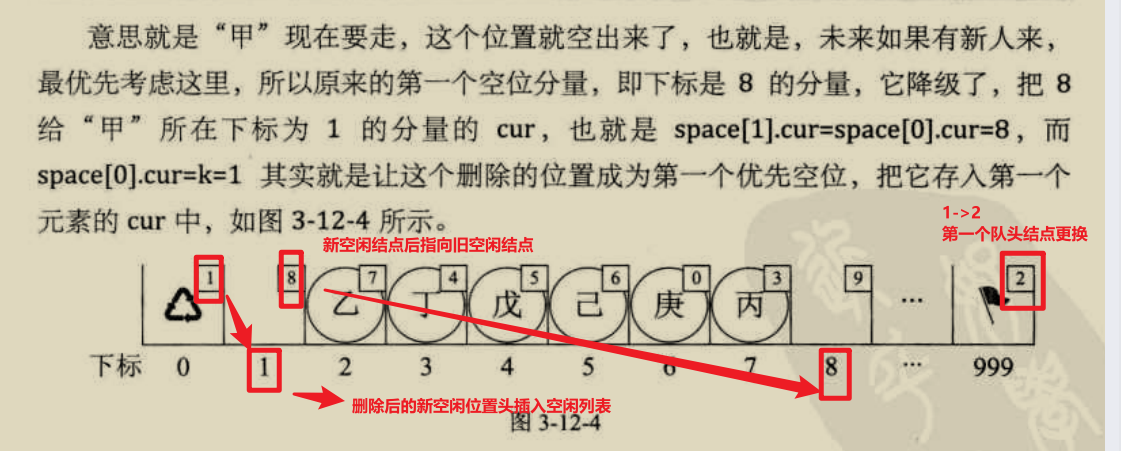 意思就是“甲”现在要走，这个位置就空出来了，也就是，未来如果有新人来，
最优先考虑这里，所以原来的第一个空位分量，即下标是 8 的分量，它降级了，把 8
给“甲”所在下标为 1 的分量的 cur，也就是 space[1].cur=space[0].cur=8，而
space[0].cur=k=1 其实就是让这个删除的位置成为第一个优先空位，把它存入第一个
元素的 cur 中，如图 3-12-4 所示。
1->2
第一个队头结点更换
新空闲结点后指向旧空闲结点
1 8 7 4 5 6 0 3 9 2
乙 丁 戊 己 庚 丙 ···
下标 0 1 2 3 4 5 6 7 8 ··· 999
删除后的新空闲位置头插入空闲列表
图 3-12-4